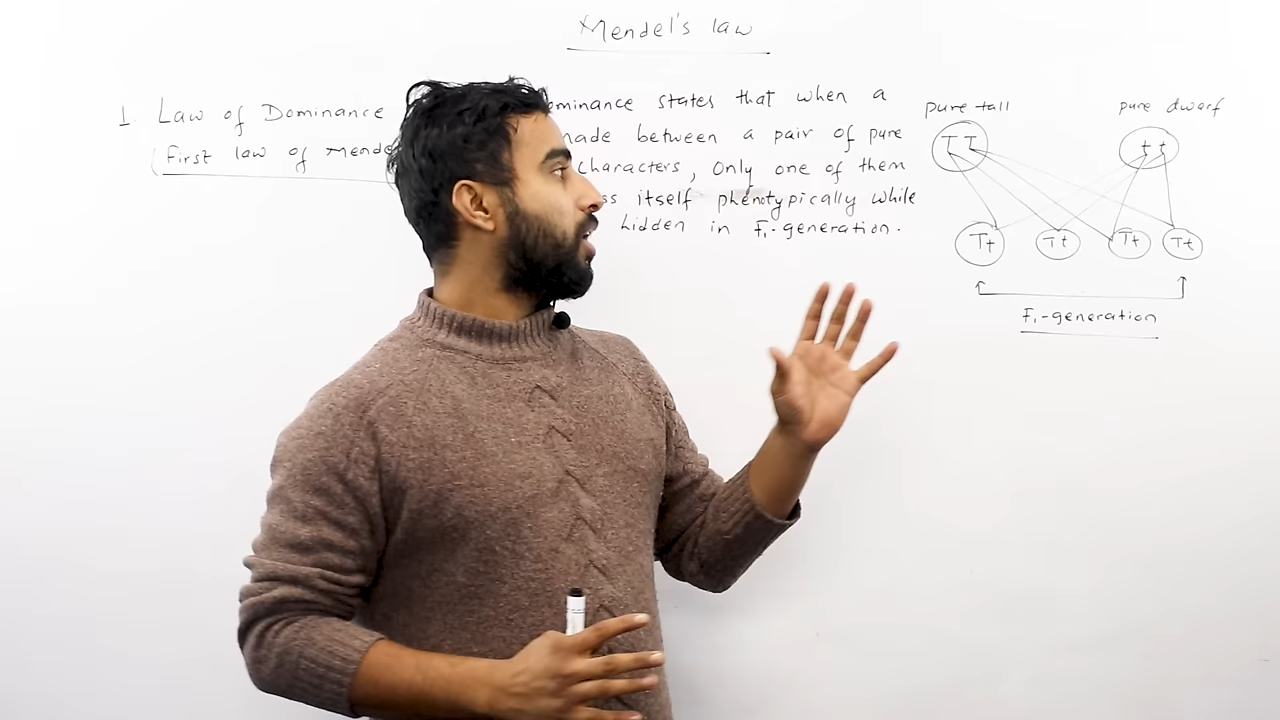 Mendel's law
1. Law of Dominance
(First law of
ominance states that when a
made between a pair of pure
characters, Only one of them
itself phenotypically while
hidden in F1-generation.
pure tall
pure dwarf
TT
tt
Tt Tt Tt Tt
F1-generation